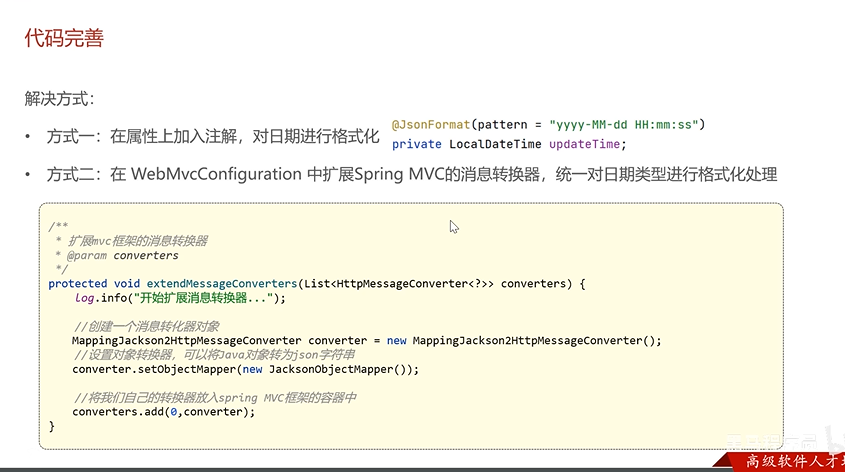 代码完善
解决方式：
• 方式一：在属性上加入注解，对日期进行格式化
@JsonFormat(pattern = "yyyy-MM-dd HH:mm:ss")
private LocalDateTime updateTime;
• 方式二：在 WebMvcConfiguration 中扩展Spring MVC的消息转换器，统一对日期类型进行格式化处理
/**
* 扩展mvc框架的消息转换器
* @param converters
*/
protected void extendMessageConverters(List<HttpMessageConverter<?>> converters) {
log.info("开始扩展消息转换器...");
//创建一个消息转化器对象
MappingJackson2HttpMessageConverter converter = new MappingJackson2HttpMessageConverter();
//设置对象转换器，可以将Java对象转为json字符串
converter.setObjectMapper(new JacksonObjectMapper());
//将我们自己的转换器放入spring MVC框架的容器中
converters.add(0,converter);
}
高级软件人才